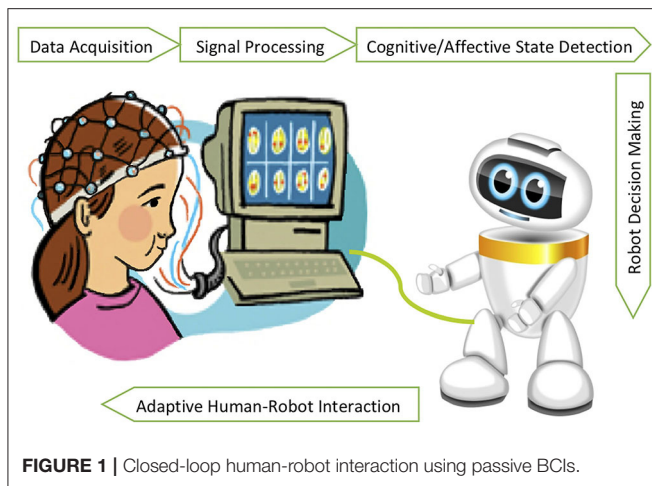 Data Acquisition
Signal Processing
Cognitive/Affective State Detection
Robot Decision Making
Adaptive Human-Robot Interaction
FIGURE 1 | Closed-loop human-robot interaction using passive BCIs.